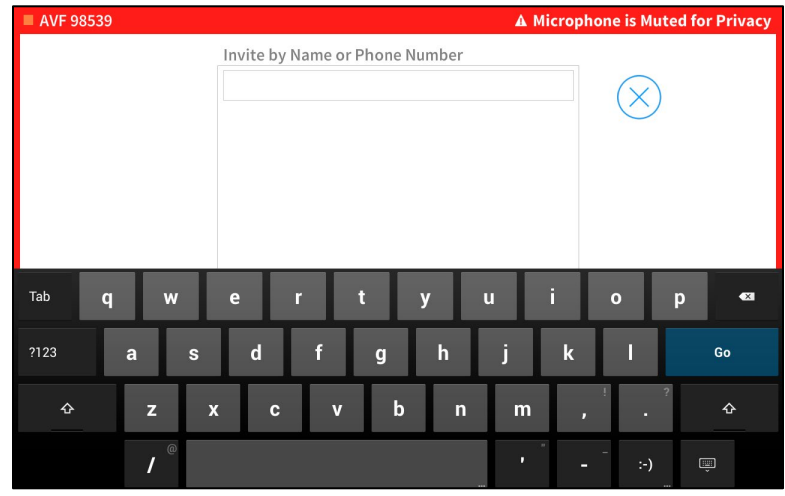 AVF 98539
Microphone is Muted for Privacy
Invite by Name or Phone Number
Tab q w e r t y u i o p
?123 a s d f g h j k l Go
z x c v b n m , ! . ?
/ @ ' " - _ :-)